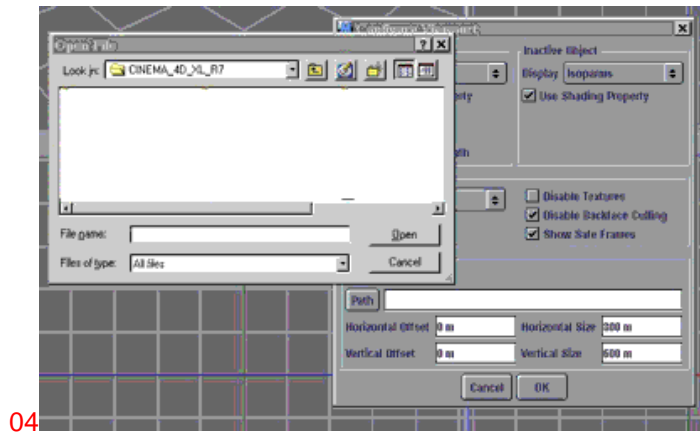 Configure Viewport
Open File
Look in: CINEMA_4D_XL_R7
Inactive Object
Display Isoparms
Use Shading Property
Disable Textures
Disable Backface Culling
Show Safe Frames
File name:
Open
Files of type: All files
Cancel
Path
Horizontal Offset 0 m
Horizontal Size 800 m
Vertical Offset 0 m
Vertical Size 600 m
Cancel
OK
04